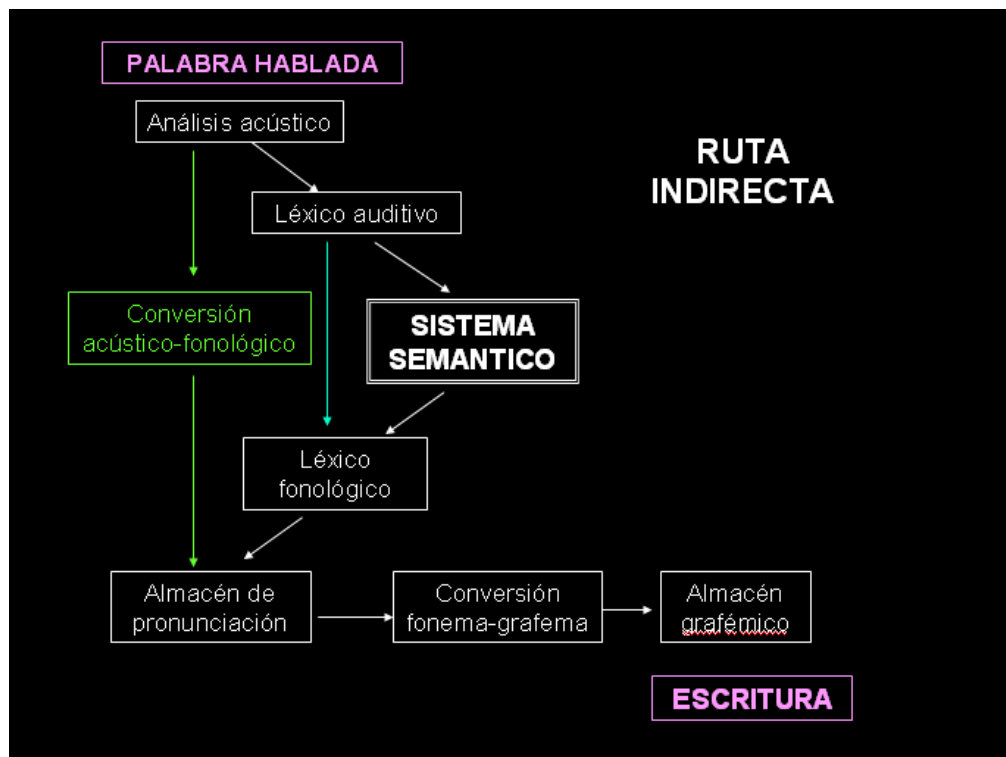 PALABRA HABLADA
Análisis acústico
RUTA
INDIRECTA
Léxico auditivo
Conversión
acústico-fonológico
SISTEMA
SEMANTICO
Léxico
fonológico
Almacén de
pronunciación
Conversión
fonema-grafema
Almacén
grafémico
ESCRITURA